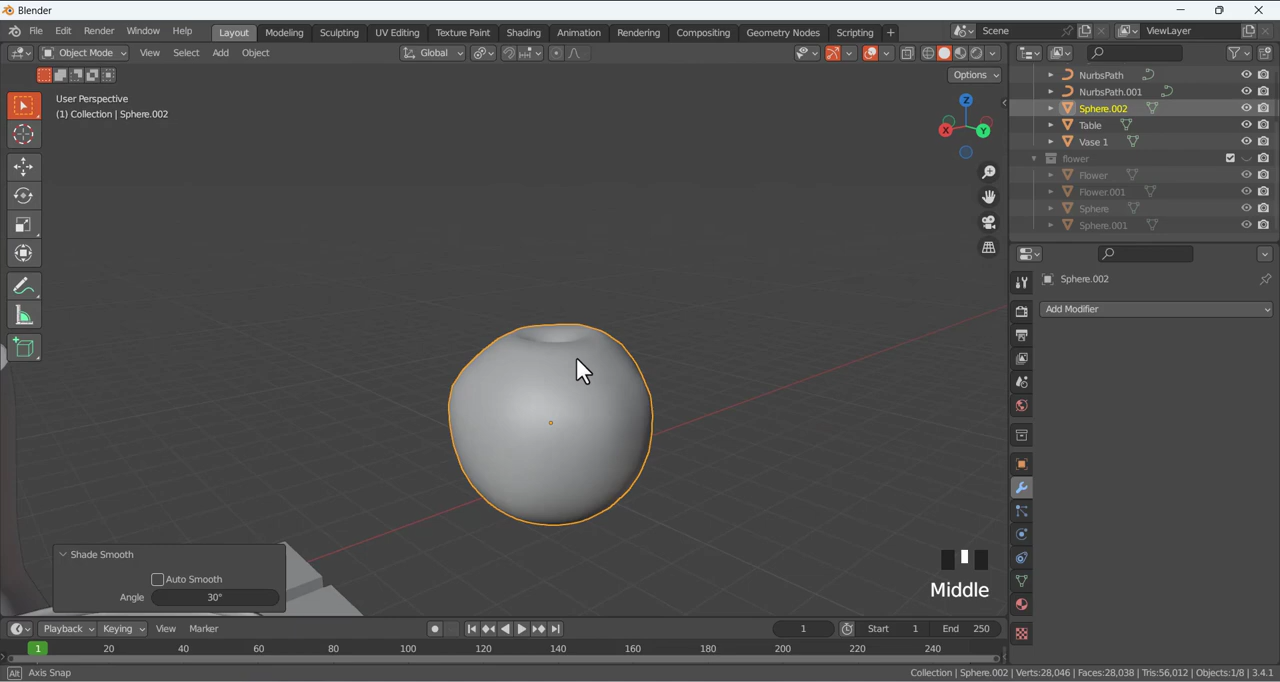 Blender
File Edit Render Window Help Layout Modeling Sculpting UV Editing Texture Paint Shading Animation Rendering Compositing Geometry Nodes Scripting + Scene ViewLayer
Object Mode View Select Add Object Global
Options
User Perspective
(1) Collection | Sphere.002
Z
X
Y
NurbsPath
NurbsPath.001
Sphere.002
Table
Vase 1
flower
Flower
Flower.001
Sphere
Sphere.001
Sphere.002
Add Modifier
Shade Smooth
Auto Smooth
Angle 30°
Middle
Playback Keying View Marker 1 Start 1 End 250
1 20 40 60 80 100 120 140 160 180 200 220 240
Alt Axis Snap Collection | Sphere.002 | Verts:28,046 | Faces:28,038 | Tris:56,012 | Objects:1/8 | 3.4.1